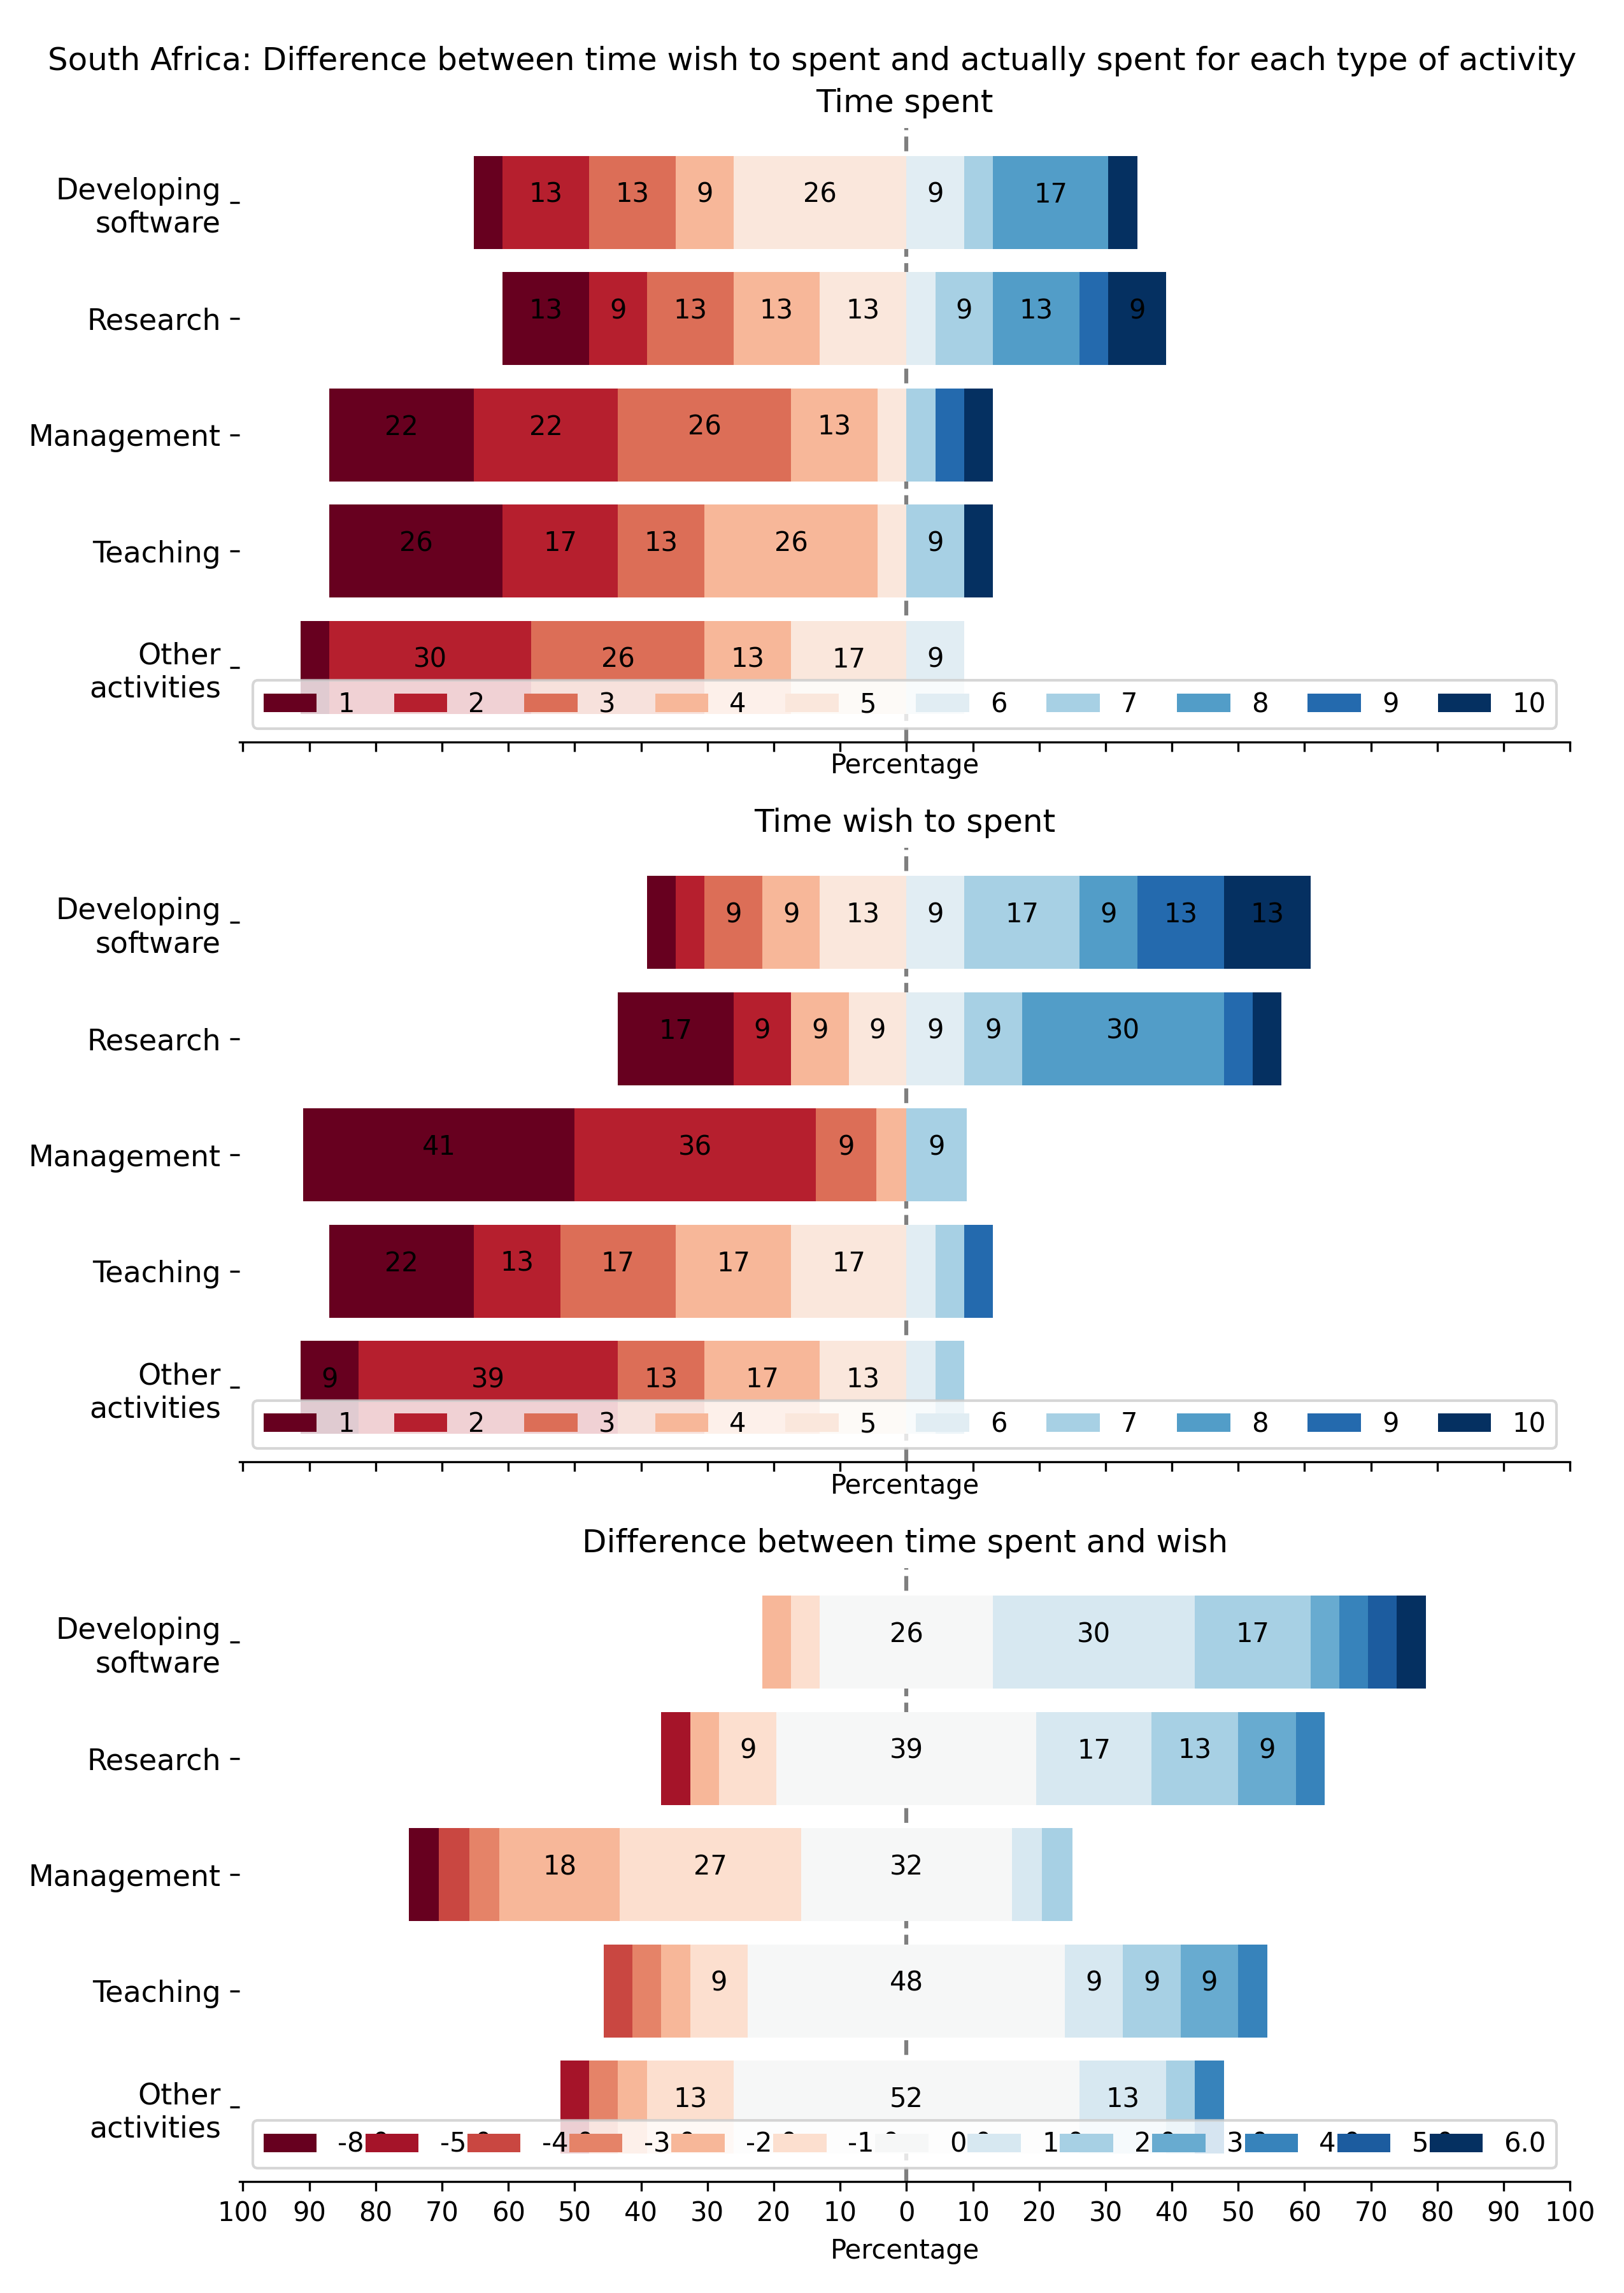 South Africa: Difference between time wish to spent and actually spent for each type of activity
Time spent
Developing
software
13 13 9 26 9 17
Research
13 9 13 13 13 9 13 9
Management
22 22 26 13
Teaching
26 17 13 26 9
Other
activities
30 26 13 17 9
1 2 3 4 5 6 7 8 9 10
Percentage
Time wish to spent
Developing
software
9 9 13 9 17 9 13 13
Research
17 9 9 9 9 9 30
Management
41 36 9 9
Teaching
22 13 17 17 17
Other
activities
9 39 13 17 13
1 2 3 4 5 6 7 8 9 10
Percentage
Difference between time spent and wish
Developing
software
26 30 17
Research
9 39 17 13 9
Management
18 27 32
Teaching
9 48 9 9 9
Other
activities
13 52 13
6.0
100 90 80 70 60 50 40 30 20 10 0 10 20 30 40 50 60 70 80 90 100
Percentage